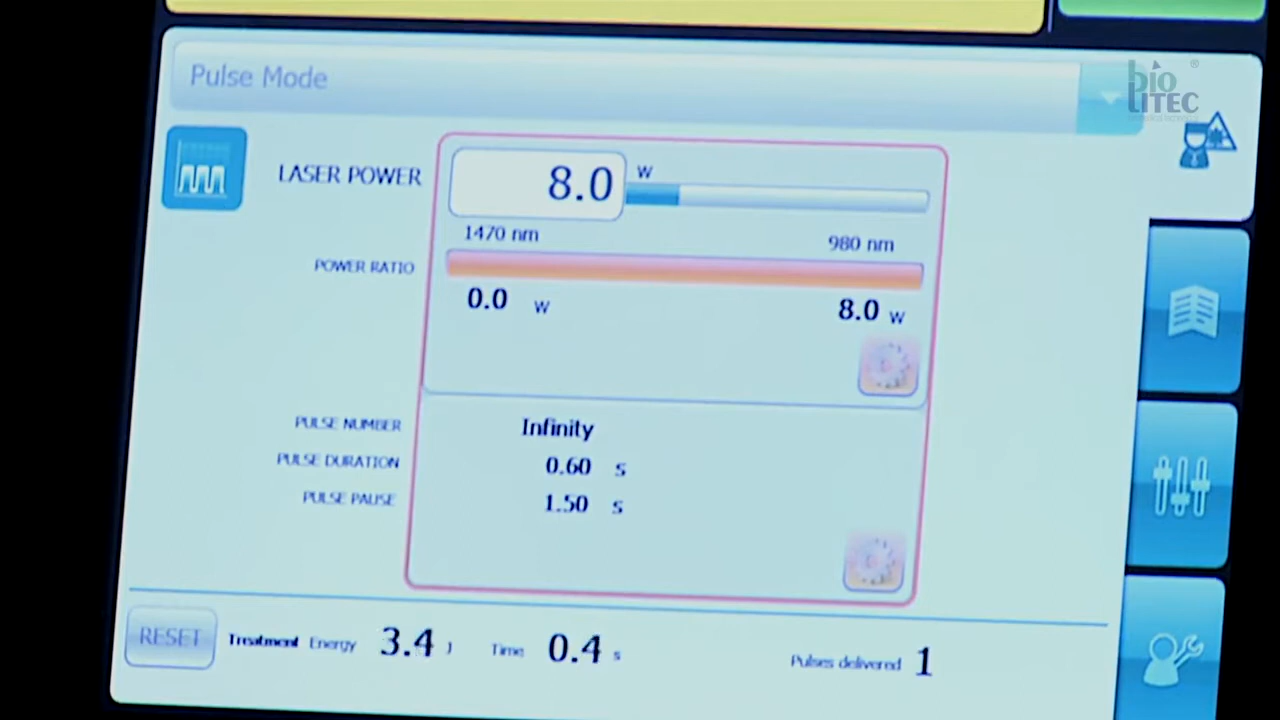 Pulse Mode
bio
LITEC
®
LASER POWER 8.0 W
1470 nm 980 nm
POWER RATIO
0.0 W 8.0 W
PULSE NUMBER Infinity
PULSE DURATION 0.60 s
PULSE PAUSE 1.50 s
RESET Treatment Energy 3.4 J Time 0.4 s Pulses delivered 1